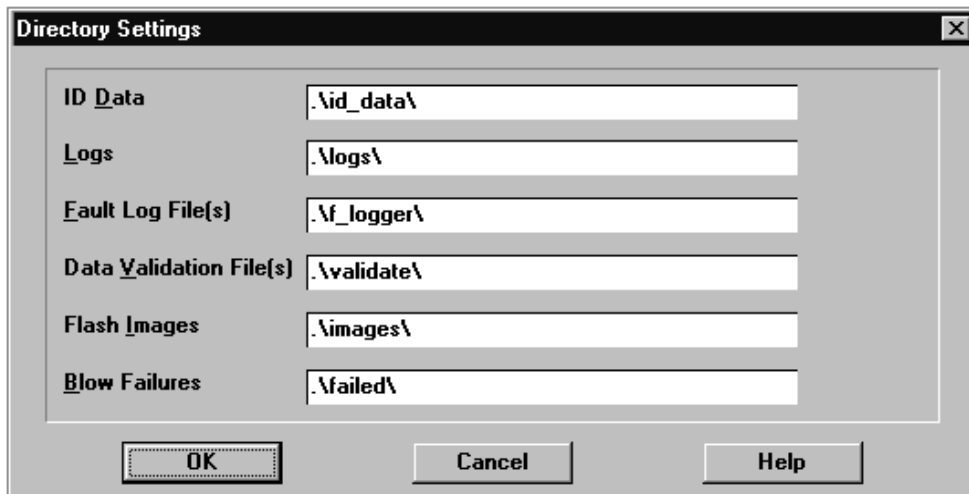 Directory Settings
ID Data .\id_data\
Logs .\logs\
Fault Log File(s) .\f_logger\
Data Validation File(s) .\validate\
Flash Images .\images\
Blow Failures .\failed\
OK Cancel Help